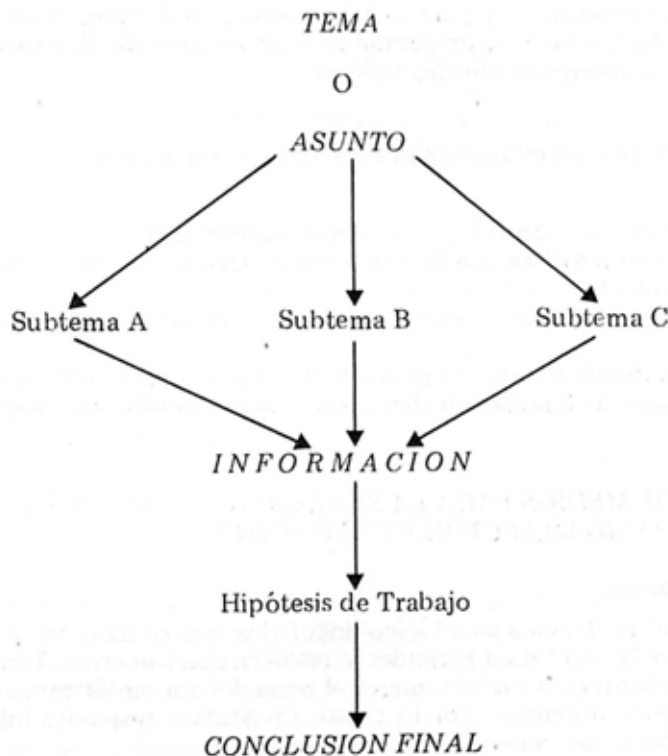 TEMA
O
ASUNTO
Subtema A Subtema B Subtema C
INFORMACION
Hipótesis de Trabajo
CONCLUSION FINAL